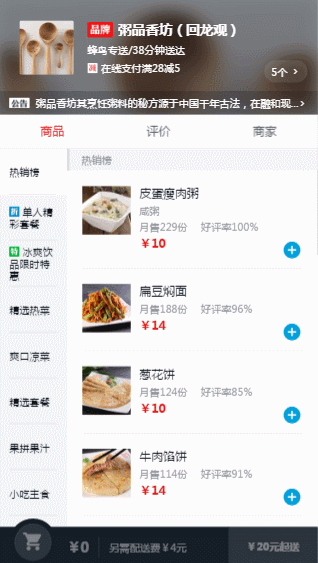 品牌 粥品香坊（回龙观）
蜂鸟专送/38分钟送达
减 在线支付满28减5
5个 >
公告 粥品香坊其烹饪粥料的秘方源于中国千年古法，在融和现... >
商品 评价 商家
热销榜
新 单人精
彩套餐
特 冰爽饮
品限时特
惠
精选热菜
爽口凉菜
精选套餐
果拼果汁
小吃主食
热销榜
皮蛋瘦肉粥
咸粥
月售229份 好评率100%
￥10
扁豆焖面
月售188份 好评率96%
￥14
葱花饼
月售124份 好评率85%
￥10
牛肉馅饼
月售114份 好评率91%
￥14
¥0 另需配送费￥4元 ￥20元起送